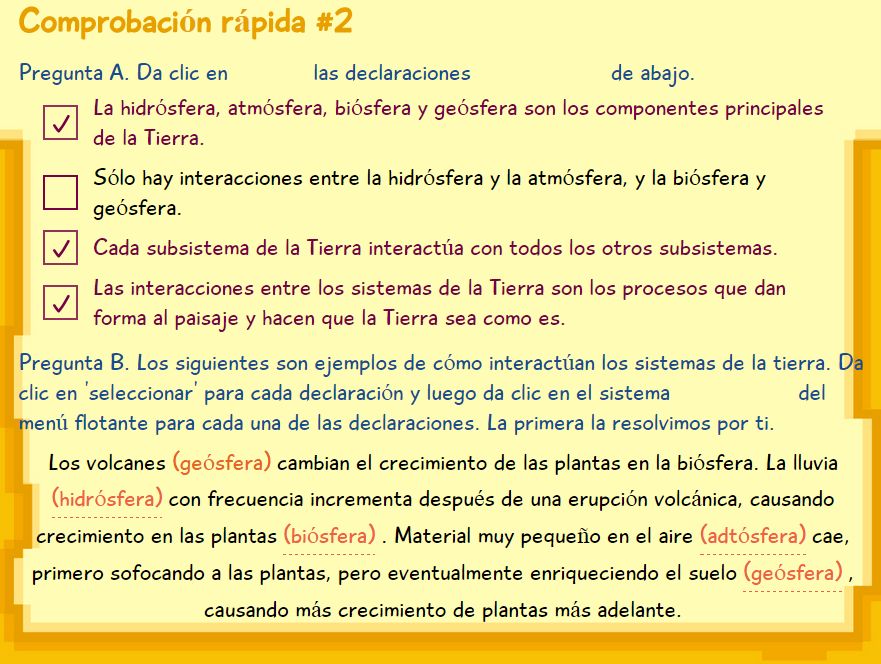 Comprobación rápida #2
Pregunta A. Da clic en las declaraciones de abajo.
La hidrósfera, atmósfera, biósfera y geósfera son los componentes principales
de la Tierra.
Sólo hay interacciones entre la hidrósfera y la atmósfera, y la biósfera y
geósfera.
Cada subsistema de la Tierra interactúa con todos los otros subsistemas.
Las interacciones entre los sistemas de la Tierra son los procesos que dan
forma al paisaje y hacen que la Tierra sea como es.
Pregunta B. Los siguientes son ejemplos de cómo interactúan los sistemas de la tierra. Da
clic en 'seleccionar' para cada declaración y luego da clic en el sistema del
menú flotante para cada una de las declaraciones. La primera la resolvimos por ti.
Los volcanes (geósfera) cambian el crecimiento de las plantas en la biósfera. La lluvia
(hidrósfera) con frecuencia incrementa después de una erupción volcánica, causando
crecimiento en las plantas (biósfera) . Material muy pequeño en el aire (adtósfera) cae,
primero sofocando a las plantas, pero eventualmente enriqueciendo el suelo (geósfera) ,
causando más crecimiento de plantas más adelante.